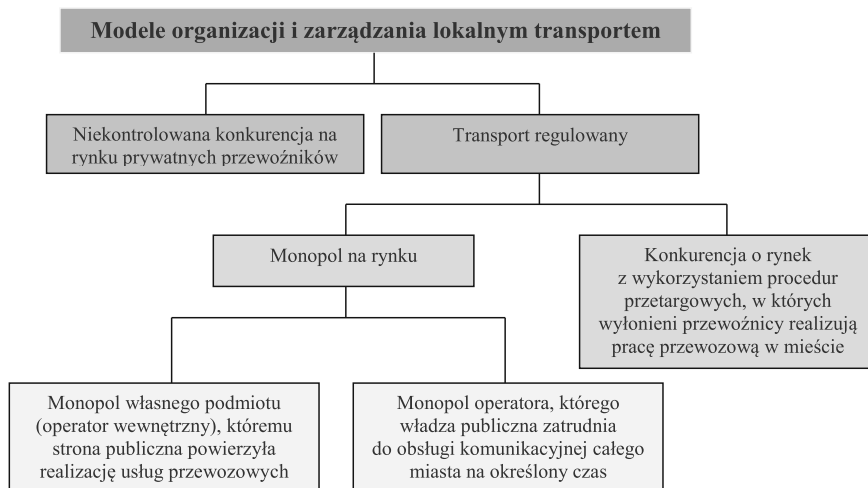 Modele organizacji i zarządzania lokalnym transportem
Niekontrolowana konkurencja na
rynku prywatnych przewoźników
Transport regulowany
Monopol na rynku
Konkurencja o rynek
z wykorzystaniem procedur
przetargowych, w których
wyłonieni przewoźnicy realizują
pracę przewozową w mieście
Monopol własnego podmiotu
(operator wewnętrzny), któremu
strona publiczna powierzyła
realizację usług przewozowych
Monopol operatora, którego
władza publiczna zatrudnia
do obsługi komunikacyjnej całego
miasta na określony czas